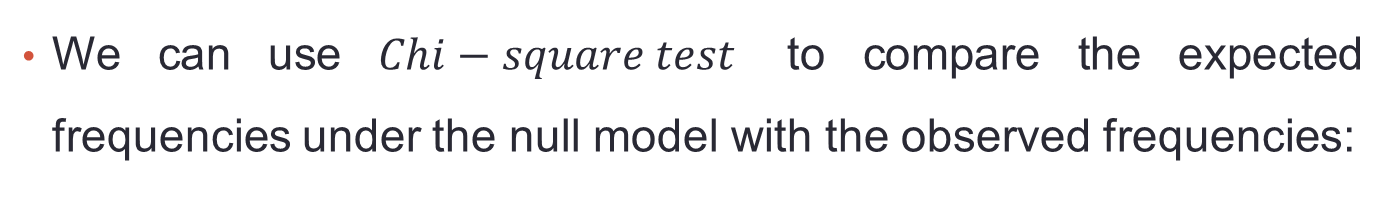 • We can use Chi − square test to compare the expected
frequencies under the null model with the observed frequencies: